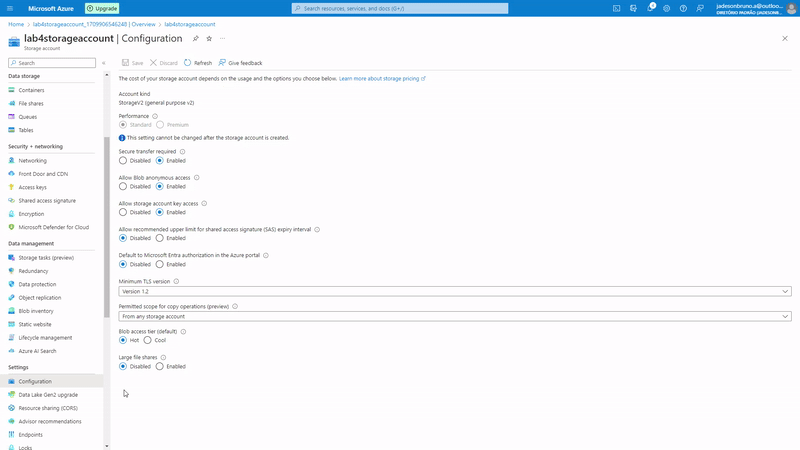 Microsoft Azure
Upgrade
Search resources, services, and docs (G+/)
jadesonbruno.a@outloo...
DIRETÓRIO PADRÃO (JADESONB...
Home > lab4storageaccount_1709906546240 | Overview > lab4storageaccount
lab4storageaccount | Configuration
Storage account
Search
Save
Discard
Refresh
Give feedback
Data storage
Containers
File shares
Queues
Tables
Security + networking
Networking
Front Door and CDN
Access keys
Shared access signature
Encryption
Microsoft Defender for Cloud
Data management
Storage tasks (preview)
Redundancy
Data protection
Object replication
Blob inventory
Static website
Lifecycle management
Azure AI Search
Settings
Configuration
Data Lake Gen2 upgrade
Resource sharing (CORS)
Advisor recommendations
Endpoints
Locks
The cost of your storage account depends on the usage and the options you choose below. Learn more about storage pricing
Account kind
StorageV2 (general purpose v2)
Performance
Standard Premium
This setting cannot be changed after the storage account is created.
Secure transfer required
Disabled Enabled
Allow Blob anonymous access
Disabled Enabled
Allow storage account key access
Disabled Enabled
Allow recommended upper limit for shared access signature (SAS) expiry interval
Disabled Enabled
Default to Microsoft Entra authorization in the Azure portal
Disabled Enabled
Minimum TLS version
Version 1.2
Permitted scope for copy operations (preview)
From any storage account
Blob access tier (default)
Hot Cool
Large file shares
Disabled Enabled